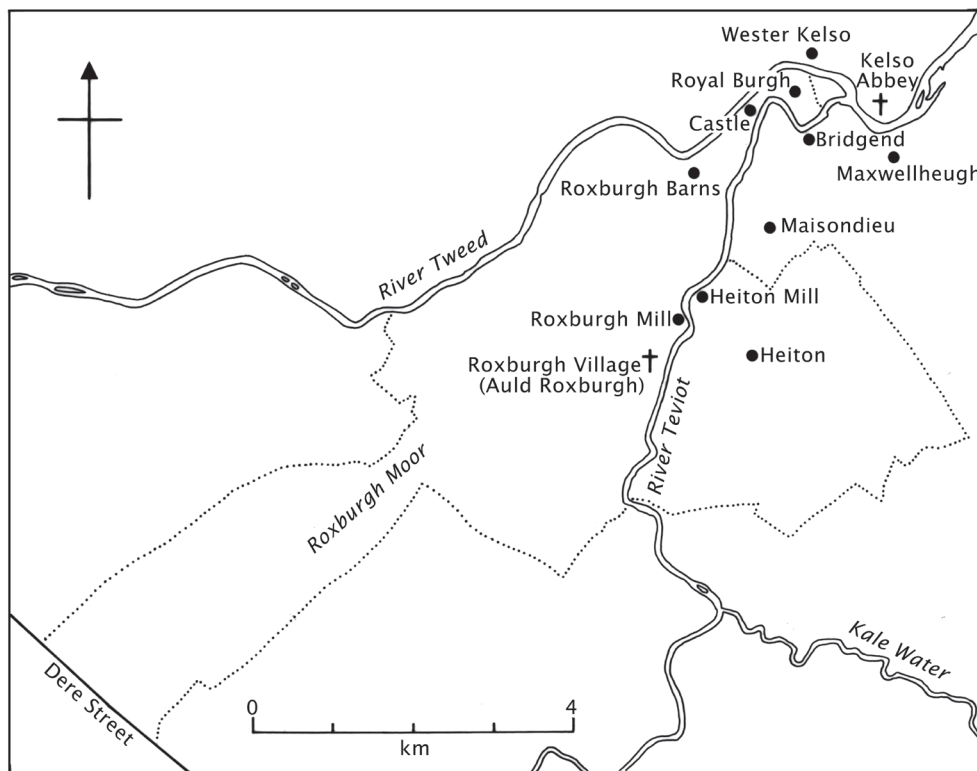 Wester Kelso
Kelso
Abbey
Royal Burgh
Castle
Bridgend
Maxwellheugh
Roxburgh Barns
Maisondieu
River Tweed
Heiton Mill
Roxburgh Mill
Heiton
Roxburgh Village
(Auld Roxburgh)
River Teviot
Roxburgh Moor
Kale Water
Dere Street
0 4
km